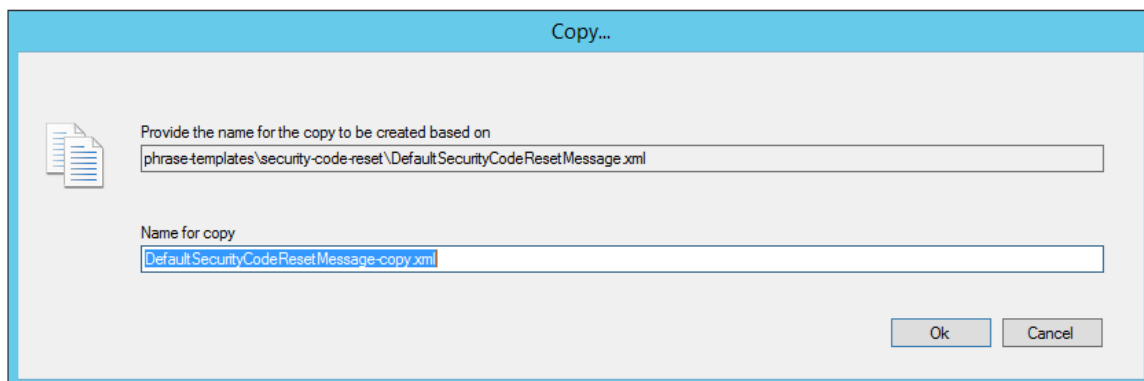 Copy...
Provide the name for the copy to be created based on
phrase-templates\security-code-reset\DefaultSecurityCodeResetMessage.xml
Name for copy
DefaultSecurityCodeResetMessage-copy.xml
Ok Cancel